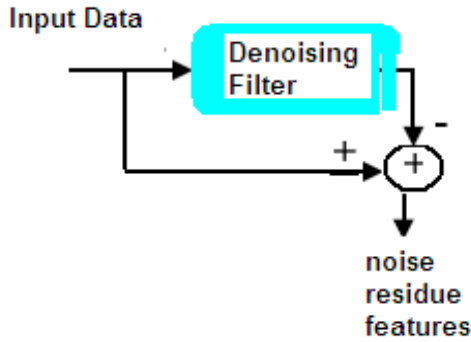 Input Data
Denoising
Filter
-
+
+
noise
residue
features